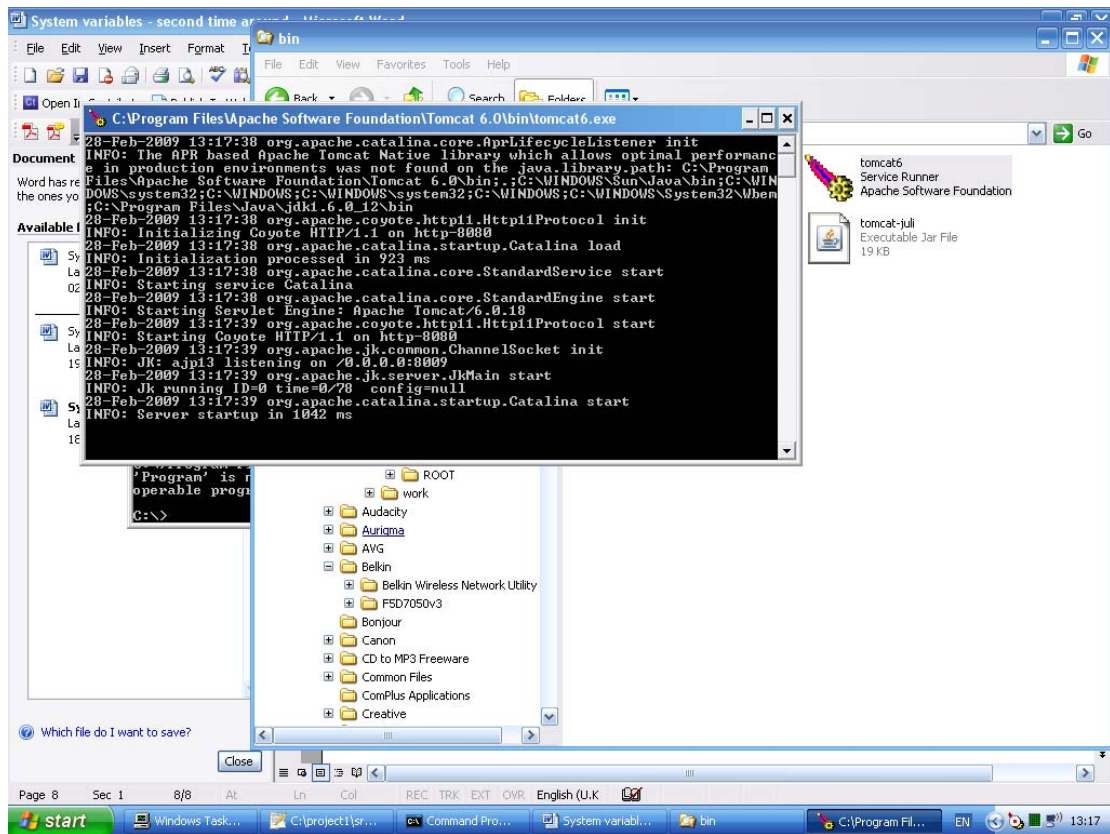 System variables - second time around - Microsoft Word
File Edit View Insert Format
bin
File Edit View Favorites Tools Help
Back Search Folders
Go
C:\Program Files\Apache Software Foundation\Tomcat 6.0\bin\tomcat6.exe
28-Feb-2009 13:17:38 org.apache.catalina.core.AprLifecycleListener init
INFO: The APR based Apache Tomcat Native library which allows optimal performanc
e in production environments was not found on the java.library.path: C:\Program
Files\Apache Software Foundation\Tomcat 6.0\bin;.;C:\WINDOWS\Sun\Java\bin;C:\WIN
DOWS\system32;C:\WINDOWS;C:\WINDOWS\system32;C:\WINDOWS;C:\WINDOWS\System32\Wbem
;C:\Program Files\Java\jdk1.6.0_12\bin
28-Feb-2009 13:17:38 org.apache.coyote.http11.Http11Protocol init
INFO: Initializing Coyote HTTP/1.1 on http-8080
28-Feb-2009 13:17:38 org.apache.catalina.startup.Catalina load
INFO: Initialization processed in 923 ms
28-Feb-2009 13:17:38 org.apache.catalina.core.StandardService start
INFO: Starting service Catalina
28-Feb-2009 13:17:38 org.apache.catalina.core.StandardEngine start
INFO: Starting Servlet Engine: Apache Tomcat/6.0.18
28-Feb-2009 13:17:39 org.apache.coyote.http11.Http11Protocol start
INFO: Starting Coyote HTTP/1.1 on http-8080
28-Feb-2009 13:17:39 org.apache.jk.common.ChannelSocket init
INFO: JK: ajp13 listening on /0.0.0.0:8009
28-Feb-2009 13:17:39 org.apache.jk.server.JkMain start
INFO: Jk running ID=0 time=0/78 config=null
28-Feb-2009 13:17:39 org.apache.catalina.startup.Catalina start
INFO: Server startup in 1042 ms
tomcat6
Service Runner
Apache Software Foundation
tomcat-juli
Executable Jar File
19 KB
Document
Word has re
the ones yo
Available
Sy
La
02
Sy
La
19
Sy
La
18
'Program' is
operable
C:\>
ROOT
work
Audacity
Aurigma
AVG
Belkin
Belkin Wireless Network Utility
F5D7050v3
Bonjour
Canon
CD to MP3 Freeware
Common Files
ComPlus Applications
Creative
Which file do I want to save?
Close
Page 8 Sec 1 8/8 At Ln Col REC TRK EXT OVR English (U.K
start Windows Task... C:\project1\sr... Command Pro... System variabl... bin C:\Program Fil... EN 13:17